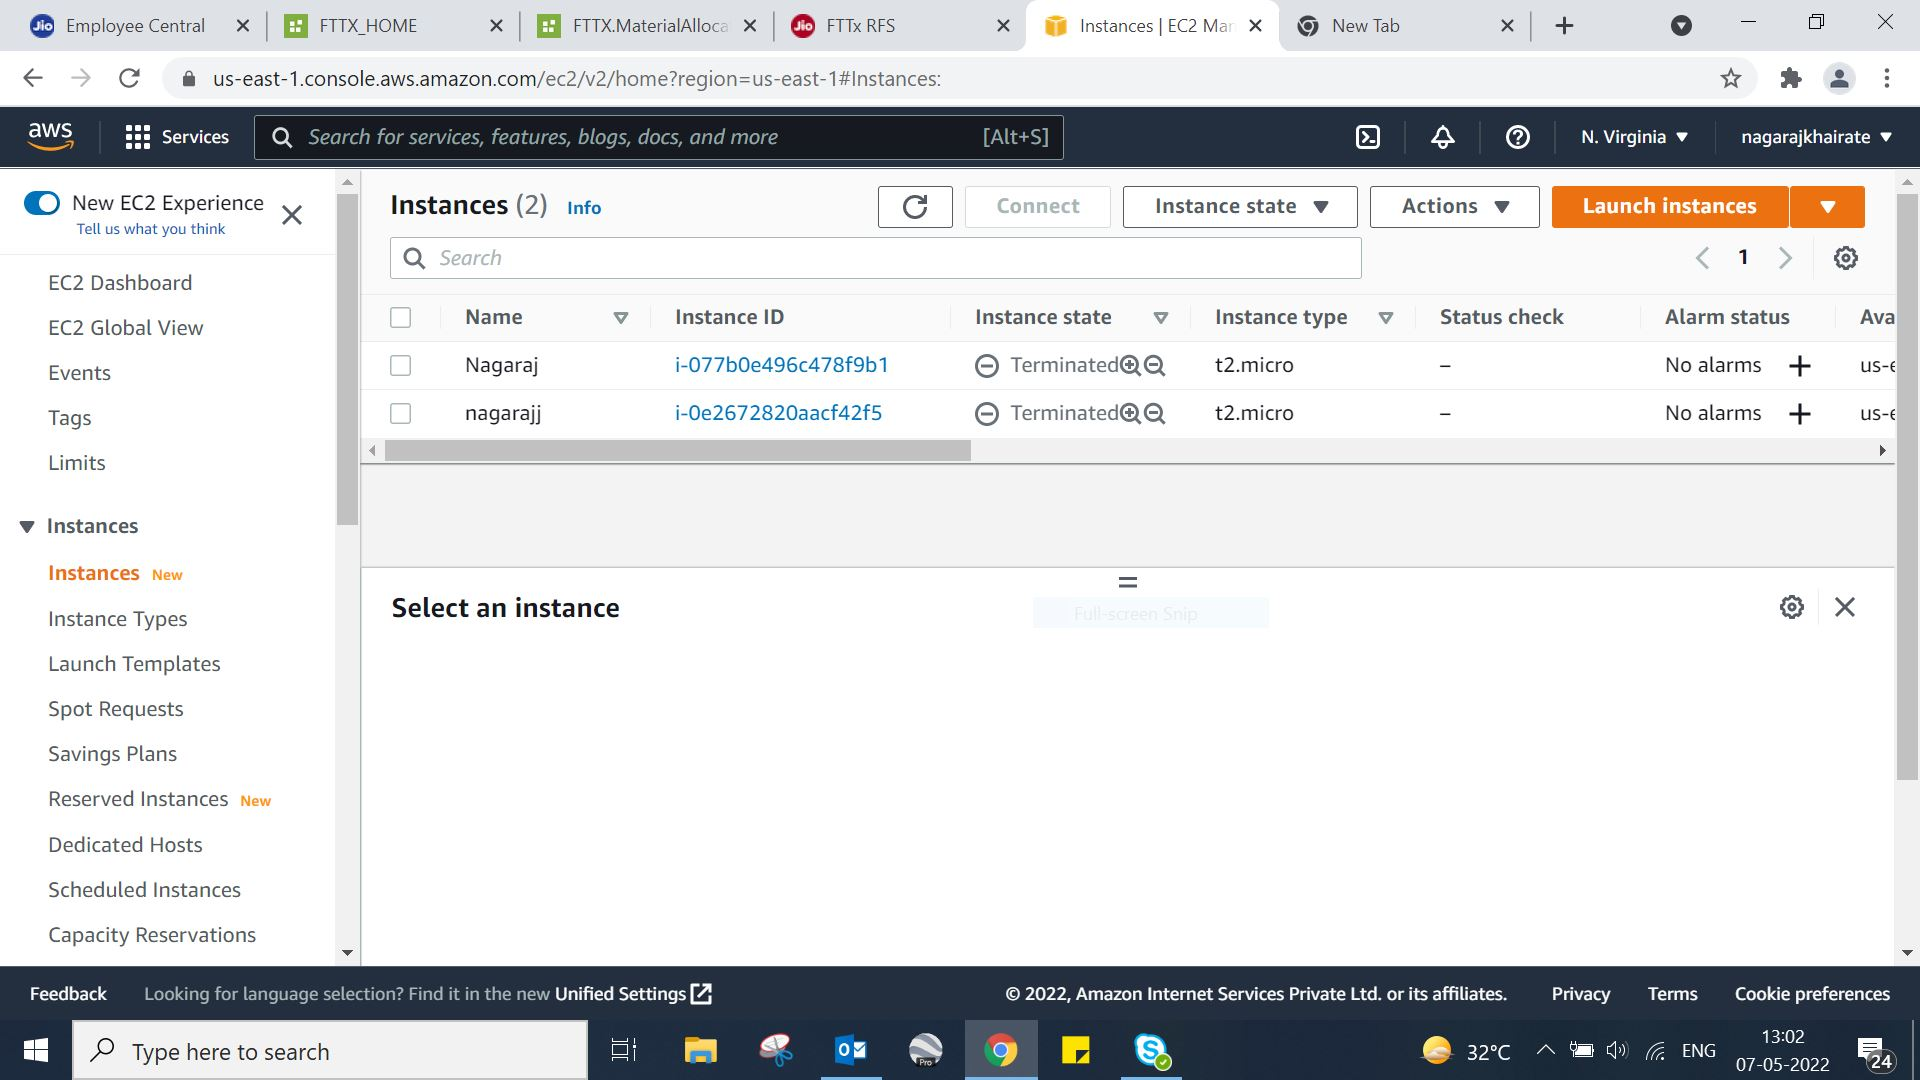 Employee Central
FTTX_HOME
FTTX.MaterialAlloca
FTTx RFS
Instances | EC2 Man
New Tab
us-east-1.console.aws.amazon.com/ec2/v2/home?region=us-east-1#Instances:
aws
Services
Search for services, features, blogs, docs, and more
[Alt+S]
N. Virginia
nagarajkhairate
New EC2 Experience
Tell us what you think
EC2 Dashboard
EC2 Global View
Events
Tags
Limits
Instances
Instances New
Instance Types
Launch Templates
Spot Requests
Savings Plans
Reserved Instances New
Dedicated Hosts
Scheduled Instances
Capacity Reservations
Instances (2) Info
Connect
Instance state
Actions
Launch instances
Search
1
Name Instance ID Instance state Instance type Status check Alarm status Ava
Nagaraj i-077b0e496c478f9b1 Terminated t2.micro – No alarms + us-e
nagarajj i-0e2672820aacf42f5 Terminated t2.micro – No alarms + us-e
Select an instance
Full-screen Snip
Feedback
Looking for language selection? Find it in the new Unified Settings
© 2022, Amazon Internet Services Private Ltd. or its affiliates.
Privacy
Terms
Cookie preferences
Type here to search
Pro
32°C
ENG
13:02
07-05-2022
24